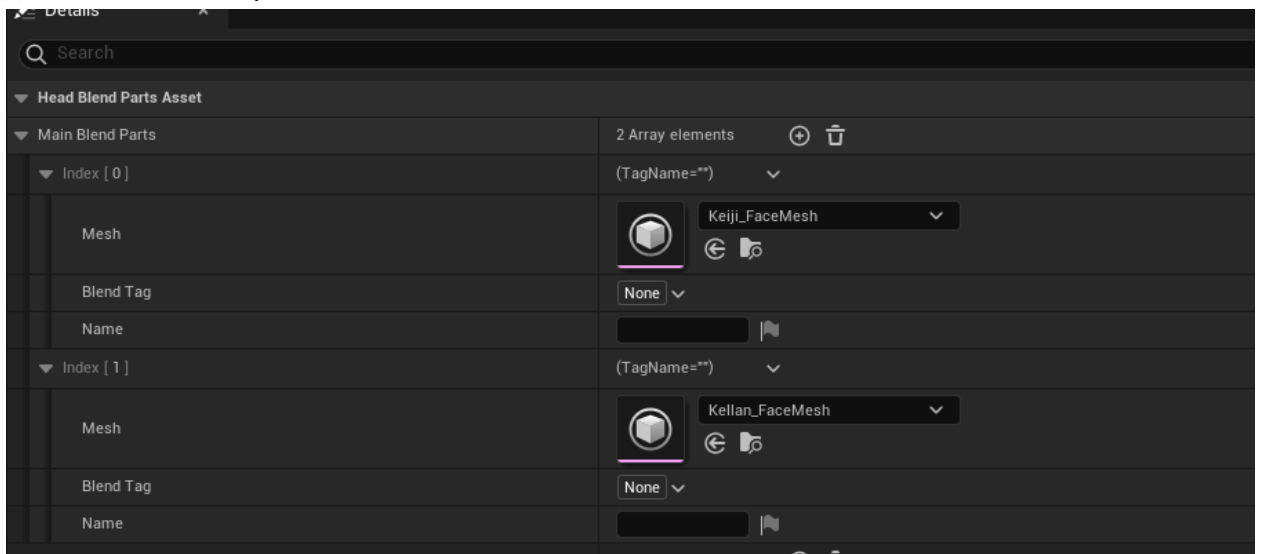 Details
Search
Head Blend Parts Asset
Main Blend Parts 2 Array elements
Index [ 0 ] (TagName="")
Mesh Keiji_FaceMesh
Blend Tag None
Name
Index [ 1 ] (TagName="")
Mesh Kellan_FaceMesh
Blend Tag None
Name